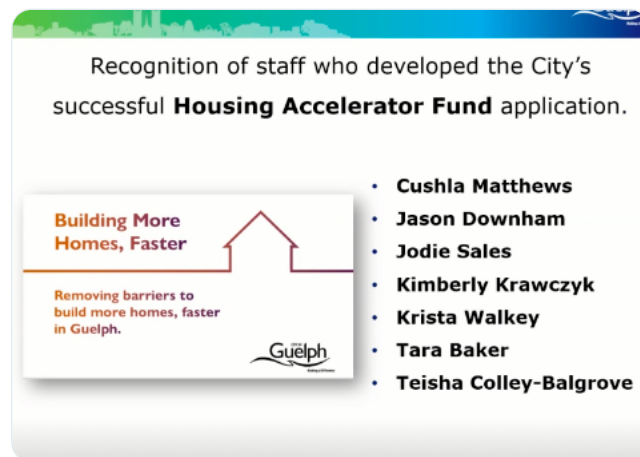 Recognition of staff who developed the City's
successful Housing Accelerator Fund application.
Building More
Homes, Faster
Removing barriers to
build more homes, faster
in Guelph.
Guelph
• Cushla Matthews
• Jason Downham
• Jodie Sales
• Kimberly Krawczyk
• Krista Walkey
• Tara Baker
• Teisha Colley-Balgrove